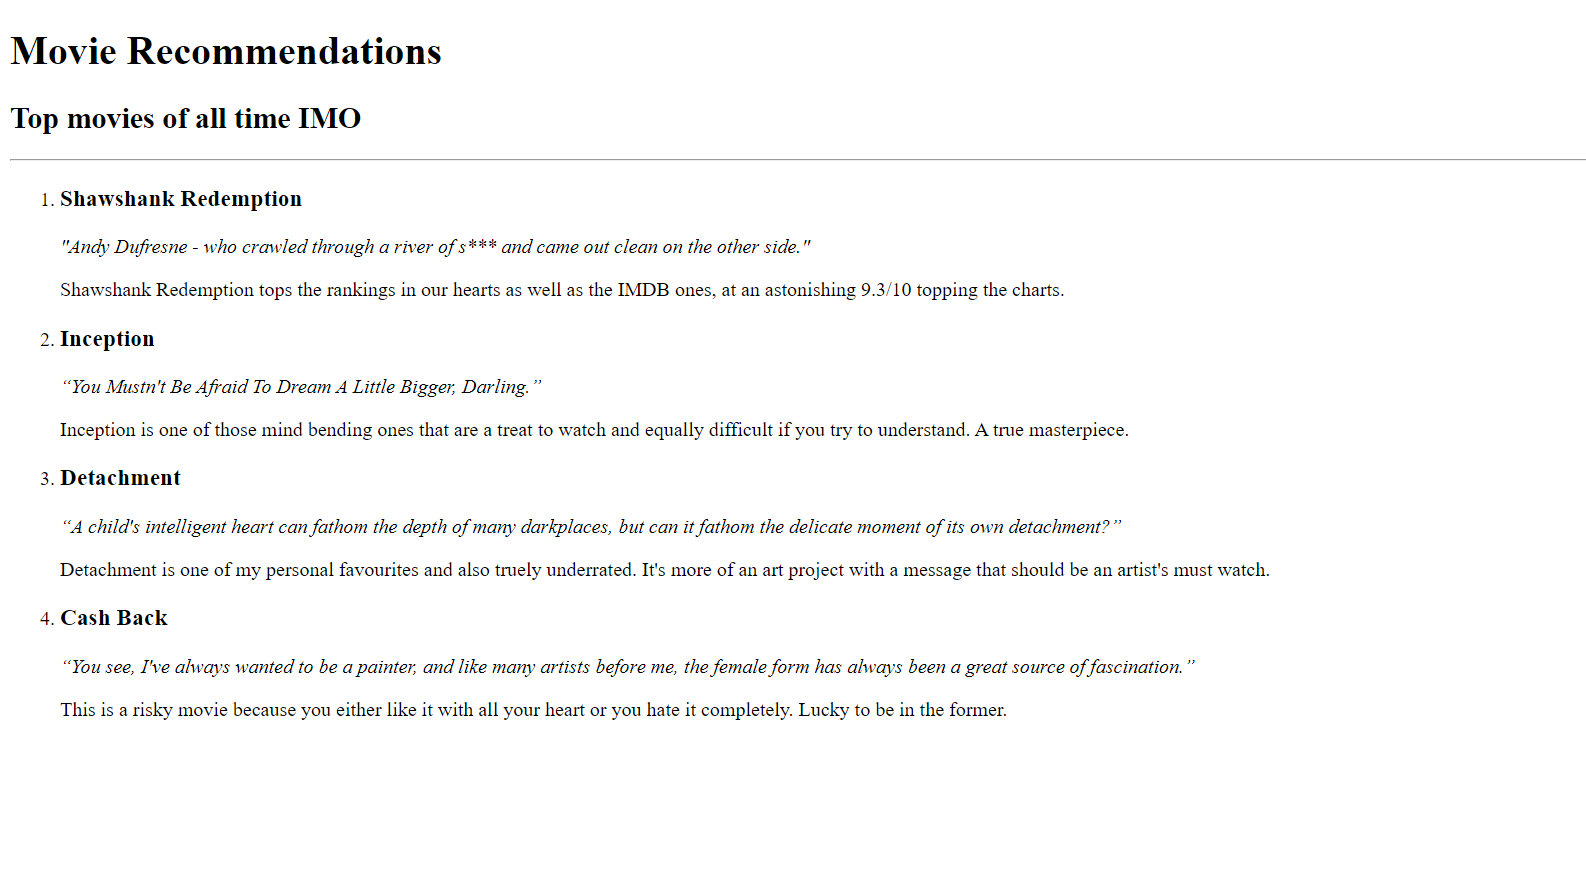 Movie Recommendations
Top movies of all time IMO
1. Shawshank Redemption
"Andy Dufresne - who crawled through a river of s*** and came out clean on the other side."
Shawshank Redemption tops the rankings in our hearts as well as the IMDB ones, at an astonishing 9.3/10 topping the charts.
2. Inception
“You Mustn't Be Afraid To Dream A Little Bigger, Darling.”
Inception is one of those mind bending ones that are a treat to watch and equally difficult if you try to understand. A true masterpiece.
3. Detachment
“A child's intelligent heart can fathom the depth of many darkplaces, but can it fathom the delicate moment of its own detachment?”
Detachment is one of my personal favourites and also truely underrated. It's more of an art project with a message that should be an artist's must watch.
4. Cash Back
“You see, I've always wanted to be a painter, and like many artists before me, the female form has always been a great source of fascination.”
This is a risky movie because you either like it with all your heart or you hate it completely. Lucky to be in the former.